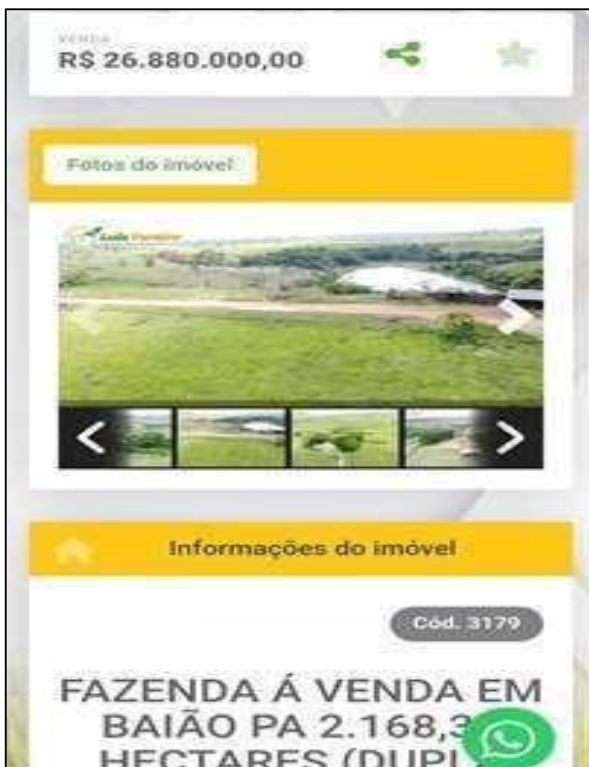 VENDA
R$ 26.880.000,00
Fotos do imóvel
Informações do imóvel
Cód. 3179
FAZENDA Á VENDA EM
BAIÃO PA 2.168,3
HECTARES